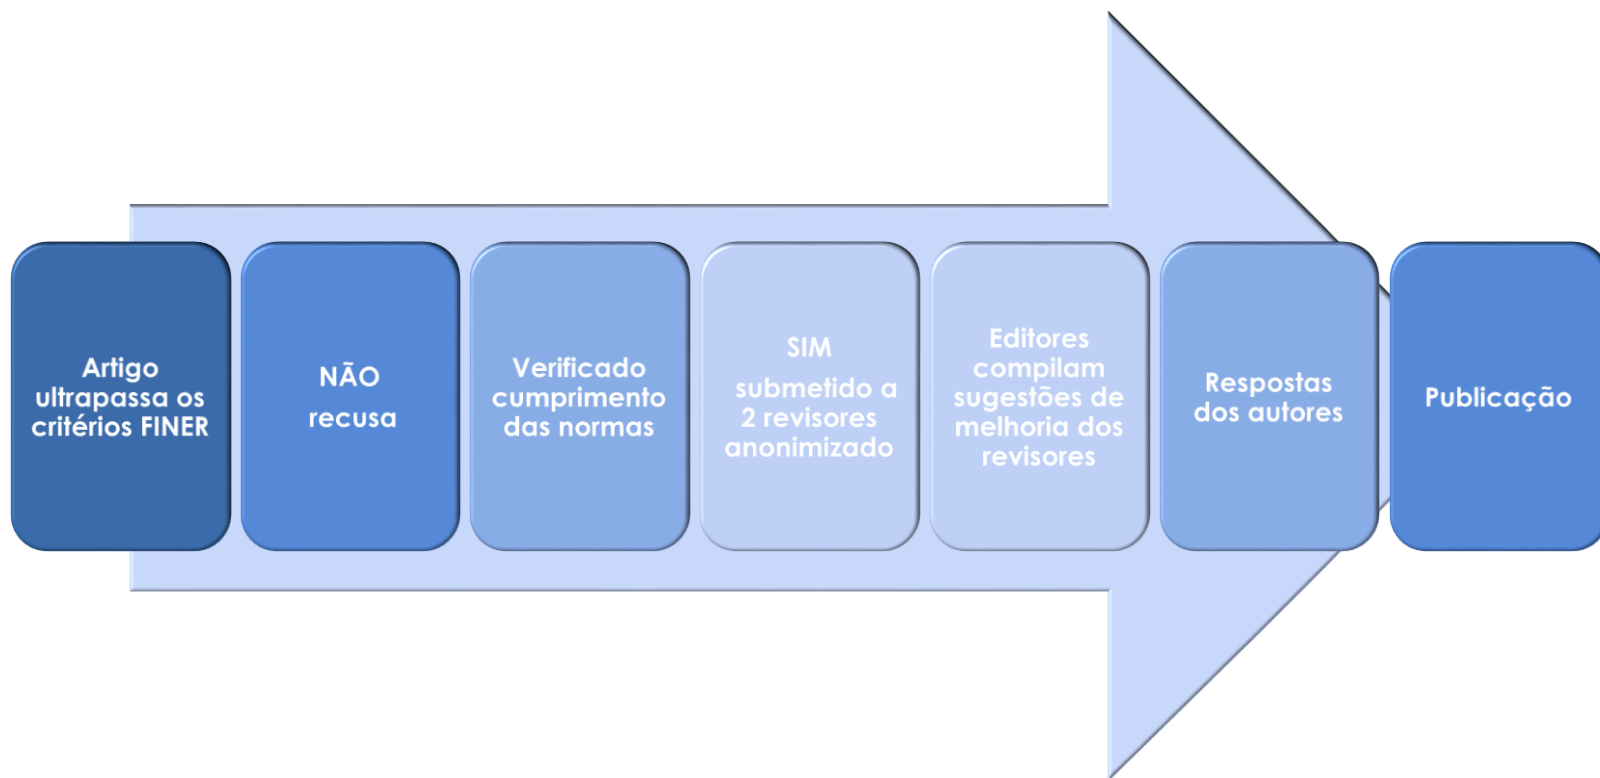 Artigo
ultrapassa os
critérios FINER
NÃO
recusa
Verificado
cumprimento
das normas
SIM
submetido a
2 revisores
anonimizado
Editores
compilam
sugestões de
melhoria dos
revisores
Respostas
dos autores
Publicação